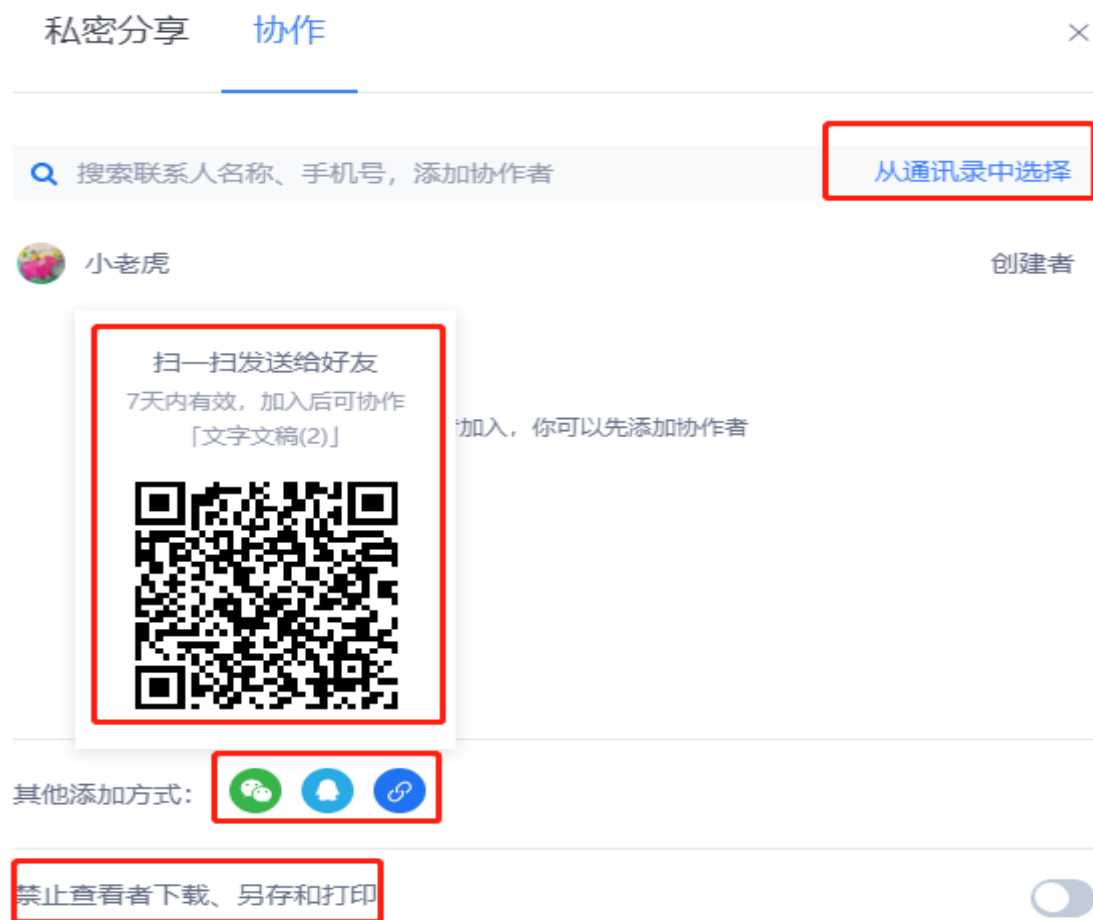 私密分享 协作
搜索联系人名称、手机号，添加协作者 从通讯录中选择
小老虎 创建者
扫一扫发送给好友
7天内有效，加入后可协作
「文字文稿(2)」
加入，你可以先添加协作者
其他添加方式：
禁止查看者下载、另存和打印